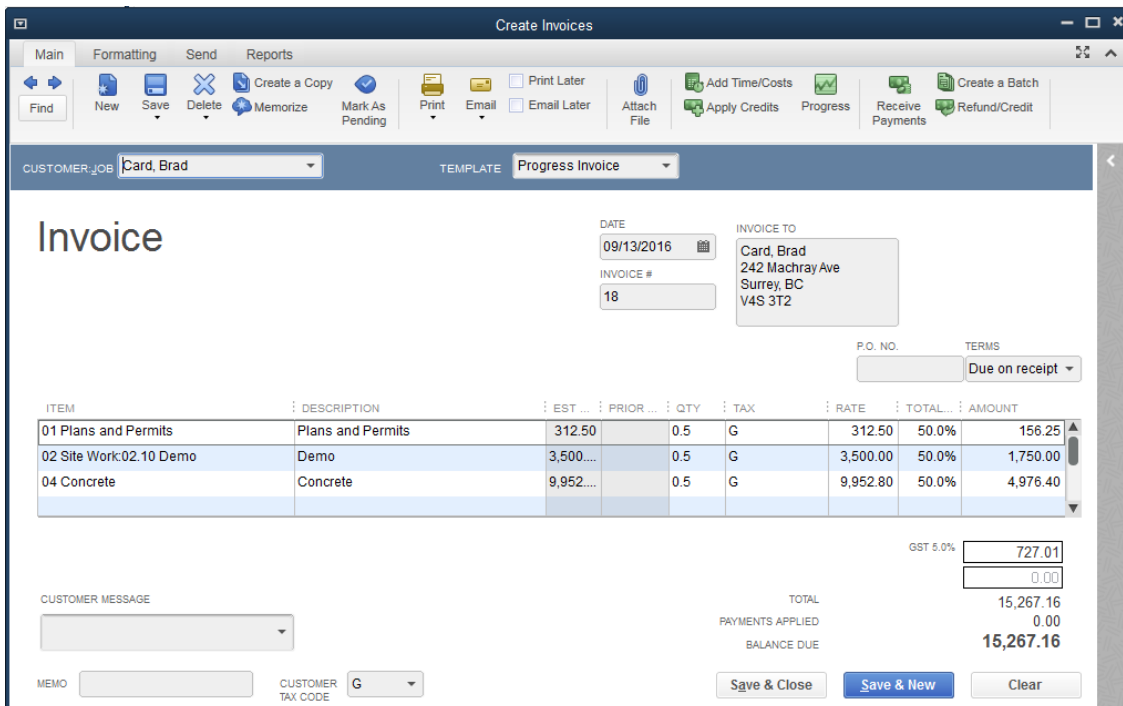 Create Invoices
Main Formatting Send Reports
Find New Save Delete Create a Copy Memorize Mark As Pending Print Email Print Later Email Later Attach File Add Time/Costs Apply Credits Progress Receive Payments Create a Batch Refund/Credit
CUSTOMER:JOB Card, Brad TEMPLATE Progress Invoice
Invoice
DATE
09/13/2016
INVOICE #
18
INVOICE TO
Card, Brad
242 Machray Ave
Surrey, BC
V4S 3T2
P.O. NO. TERMS
Due on receipt
ITEM DESCRIPTION EST ... PRIOR ... QTY TAX RATE TOTAL... AMOUNT
01 Plans and Permits Plans and Permits 312.50 0.5 G 312.50 50.0% 156.25
02 Site Work:02.10 Demo Demo 3,500.... 0.5 G 3,500.00 50.0% 1,750.00
04 Concrete Concrete 9,952.... 0.5 G 9,952.80 50.0% 4,976.40
GST 5.0% 727.01
0.00
CUSTOMER MESSAGE
TOTAL 15,267.16
PAYMENTS APPLIED 0.00
BALANCE DUE 15,267.16
MEMO CUSTOMER TAX CODE G Save & Close Save & New Clear